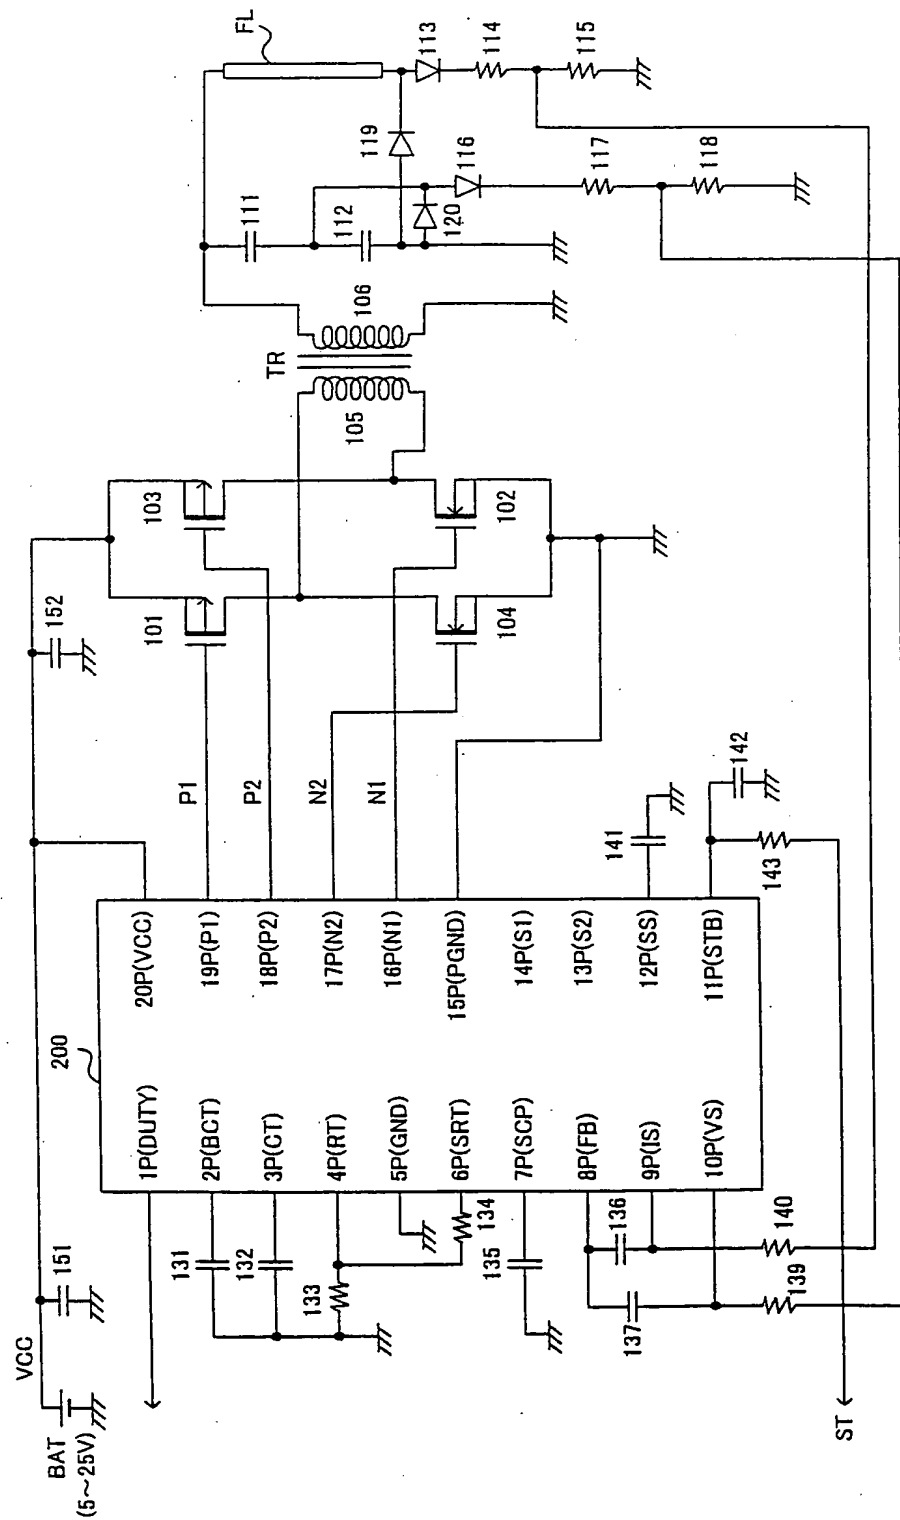 BAT
(5~25V)
VCC
151
152
200
1P(DUTY)
2P(BCT)
3P(CT)
4P(RT)
5P(GND)
6P(SRT)
7P(SCP)
8P(FB)
9P(IS)
10P(VS)
20P(VCC)
19P(P1)
18P(P2)
17P(N2)
16P(N1)
15P(PGND)
14P(S1)
13P(S2)
12P(SS)
11P(STB)
131
132
133
134
135
136
137
139
140
ST
141
142
143
P1
P2
N2
N1
101
103
104
102
105
TR
106
111
112
119
120
116
117
118
FL
113
114
115